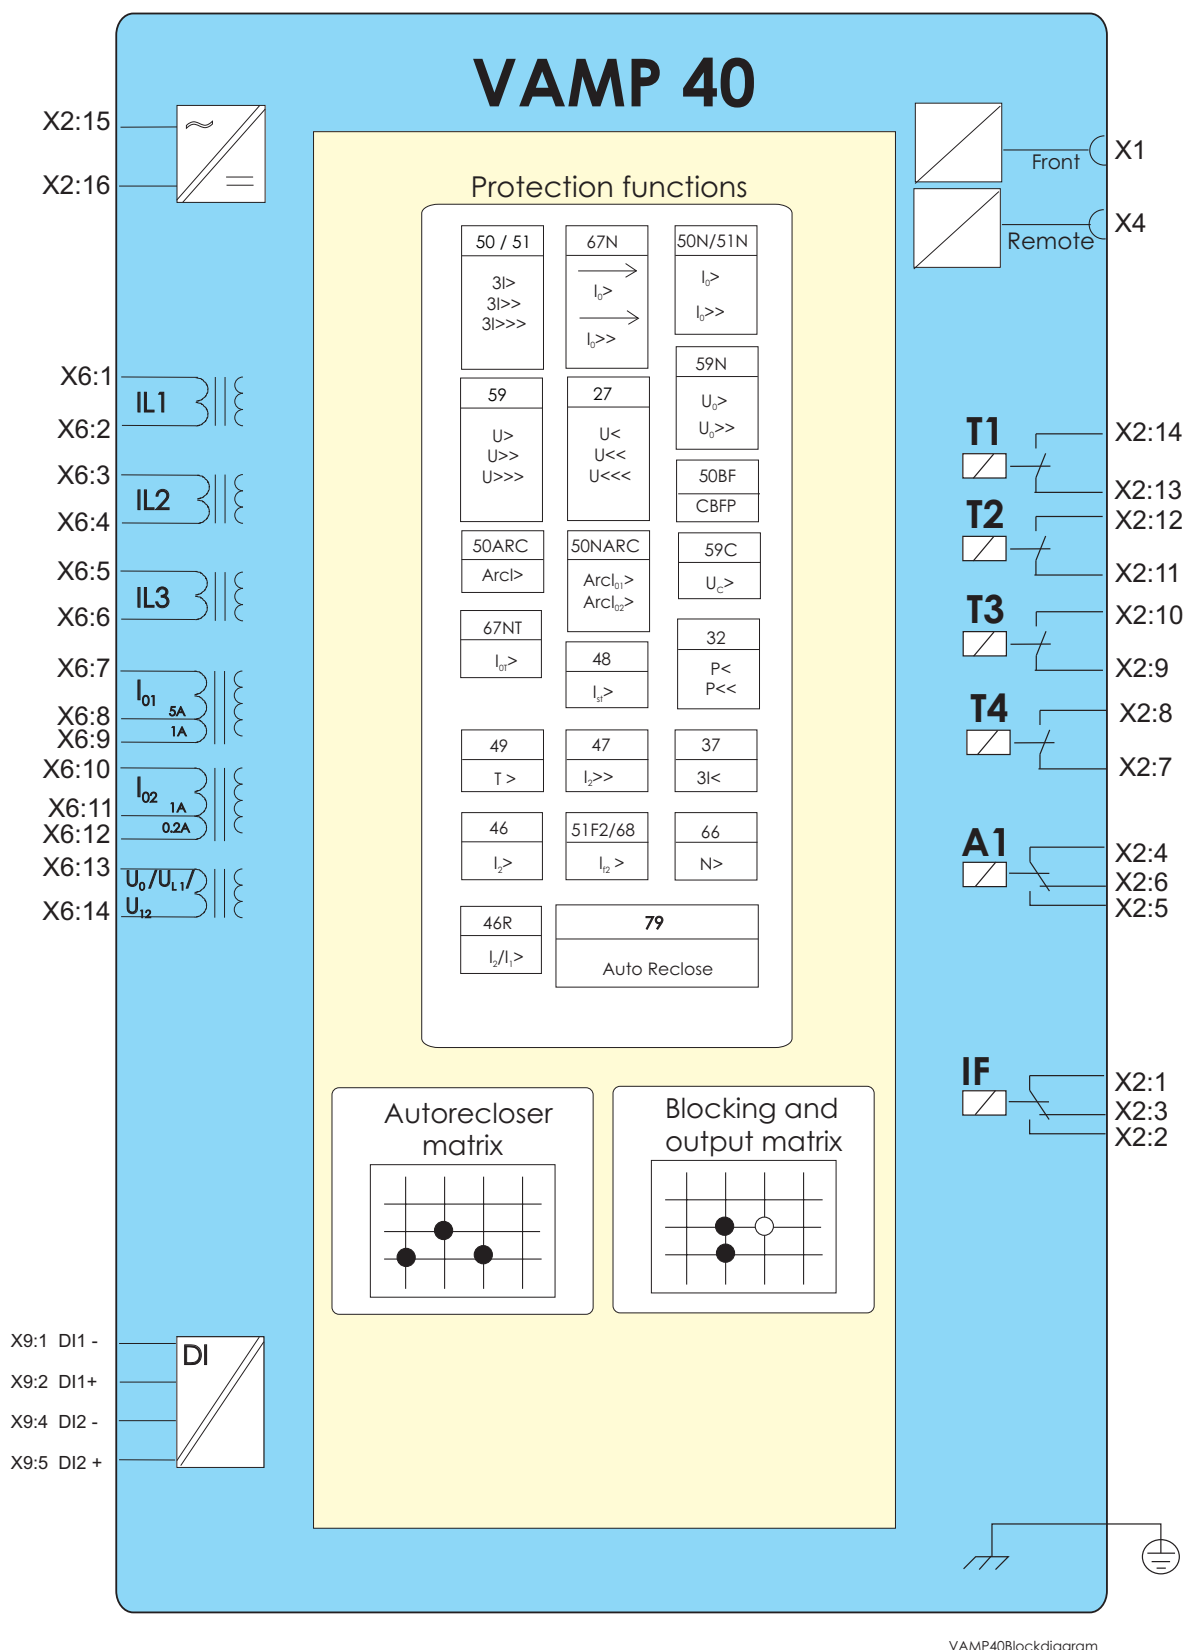 VAMP 40
X2:15
X2:16
Front
X1
Remote
X4
Protection functions
50 / 51
3I>
3I>>
3I>>>
67N
I₀>
I₀>>
50N/51N
I₀>
I₀>>
59
U>
U>>
U>>>
27
U<
U<<
U<<<
59N
U₀>
U₀>>
50BF
CBFP
50ARC
ArcI>
50NARC
ArcI₀₁>
ArcI₀₂>
59C
U_C>
67NT
I₀T>
48
Iₛₜ>
32
P<
P<<
49
T >
47
I₂>>
37
3I<
46
I₂>
51F2/68
I_f2 >
66
N>
46R
I₂/I₁>
79
Auto Reclose
X6:1
IL1
X6:2
X6:3
IL2
X6:4
X6:5
IL3
X6:6
X6:7
I₀₁
5A
X6:8
1A
X6:9
X6:10
I₀₂
1A
X6:11
0.2A
X6:12
X6:13
U₀/U_L1/
U₁₂
X6:14
T1
X2:14
X2:13
T2
X2:12
X2:11
T3
X2:10
X2:9
T4
X2:8
X2:7
A1
X2:4
X2:6
X2:5
IF
X2:1
X2:3
X2:2
Autorecloser
matrix
Blocking and
output matrix
DI
X9:1 DI1 -
X9:2 DI1+
X9:4 DI2 -
X9:5 DI2 +
VAMP40Blockdiagram